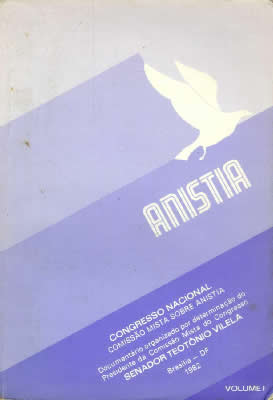 ANISTIA
CONGRESSO NACIONAL
COMISSÃO MISTA SOBRE ANISTIA
Documentário organizado por determinação do
Presidente da Comissão Mista do Congresso
SENADOR TEOTÔNIO VILELA
Brasília – DF
1982
VOLUME I